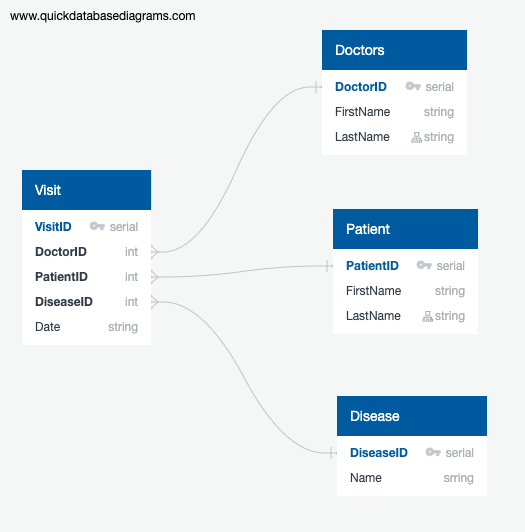 www.quickdatabasediagrams.com
Doctors
DoctorID serial
FirstName string
LastName string
Visit
VisitID serial
DoctorID int
PatientID int
DiseaseID int
Date string
Patient
PatientID serial
FirstName string
LastName string
Disease
DiseaseID serial
Name srring